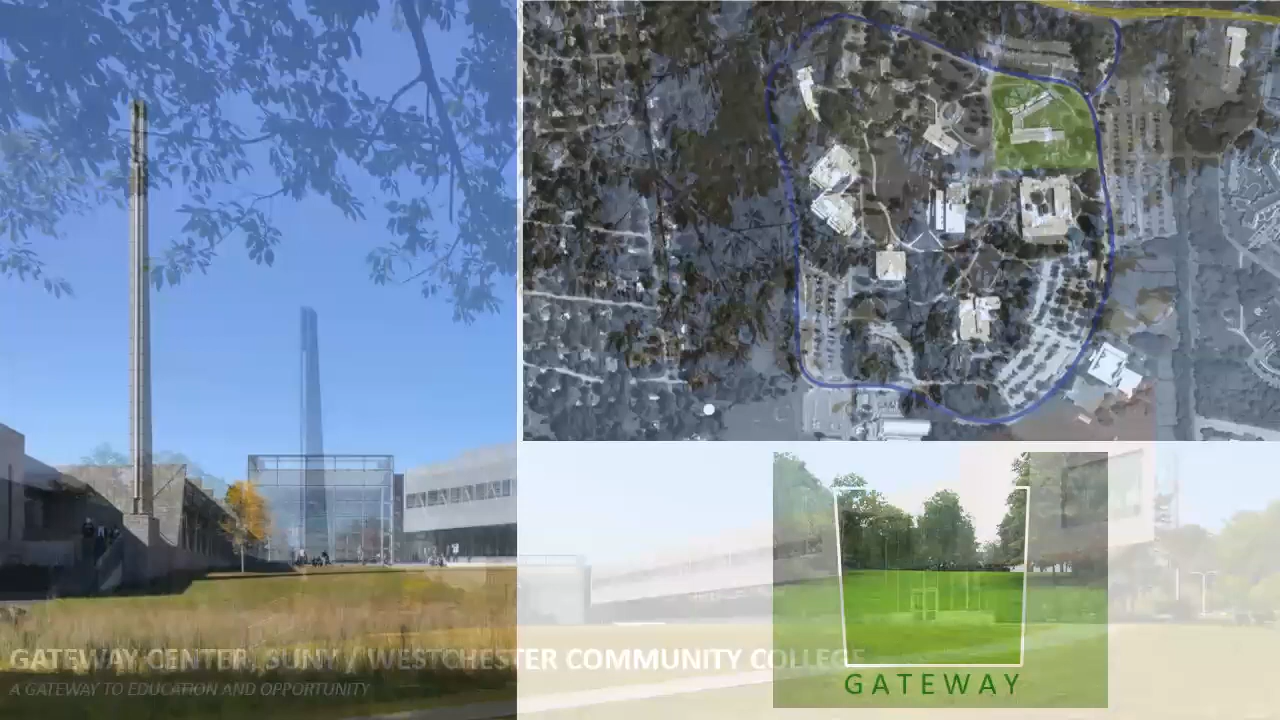 GATEWAY CENTER, SUNY / WESTCHESTER COMMUNITY COLLEGE
A GATEWAY TO EDUCATION AND OPPORTUNITY
GATEWAY